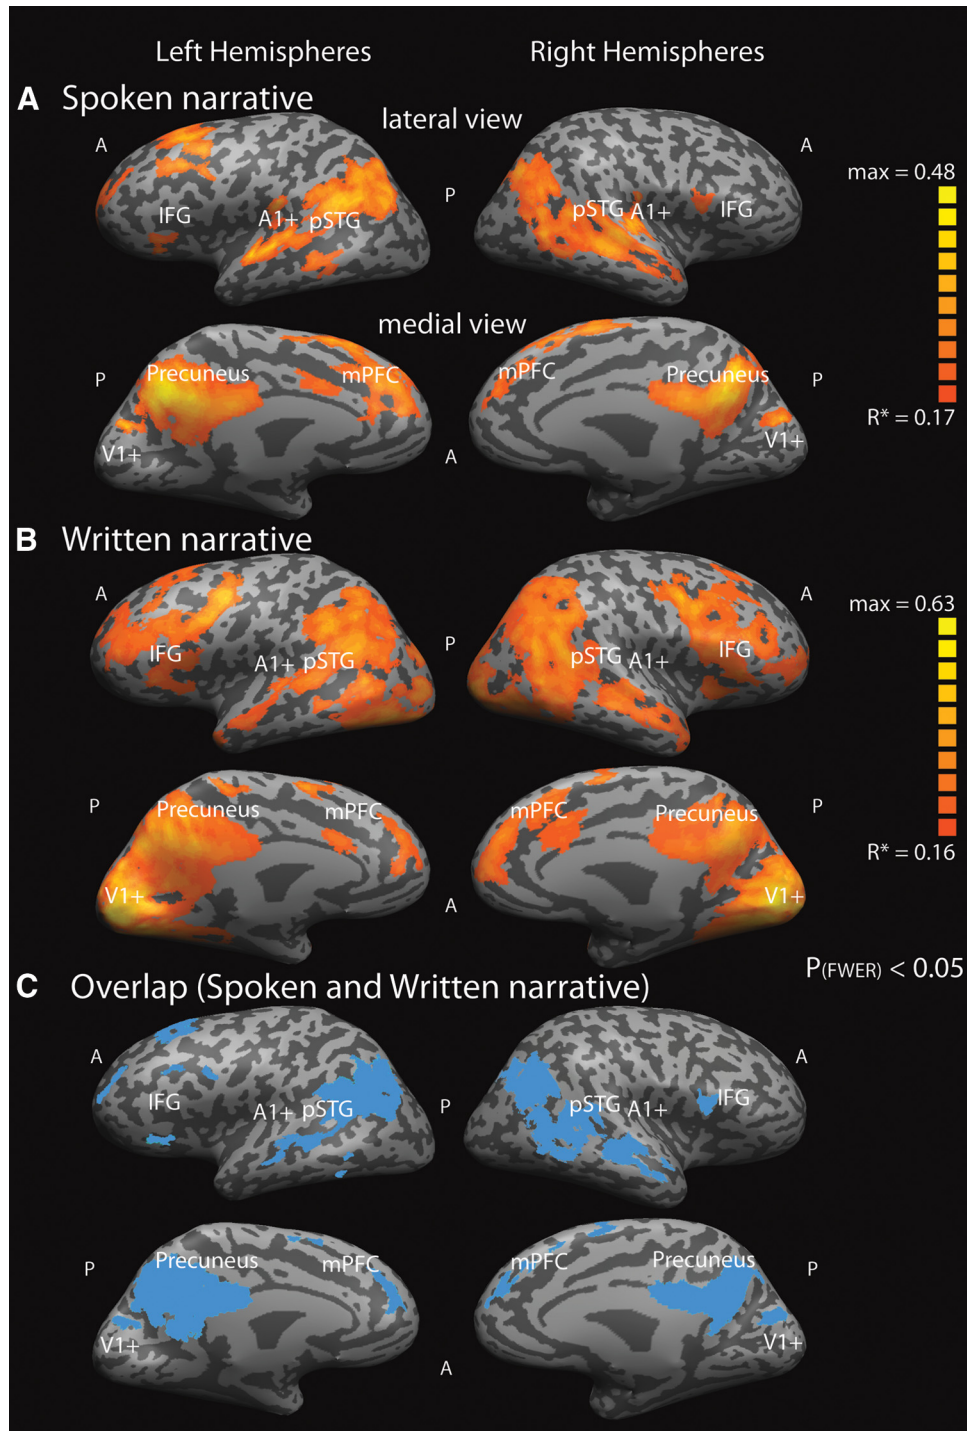 Left Hemispheres Right Hemispheres
A Spoken narrative
lateral view
A A
max = 0.48
P
IFG A1+ pSTG pSTG A1+ IFG
medial view
P Precuneus mPFC mPFC Precuneus P
R* = 0.17
V1+ V1+
A
B Written narrative
A A
max = 0.63
P
IFG A1+ pSTG pSTG A1+ IFG
P Precuneus mPFC mPFC Precuneus P
R* = 0.16
V1+ V1+
A
P(FWER) < 0.05
C Overlap (Spoken and Written narrative)
A A
P
IFG A1+ pSTG pSTG A1+ IFG
P Precuneus mPFC mPFC Precuneus P
V1+ V1+
A